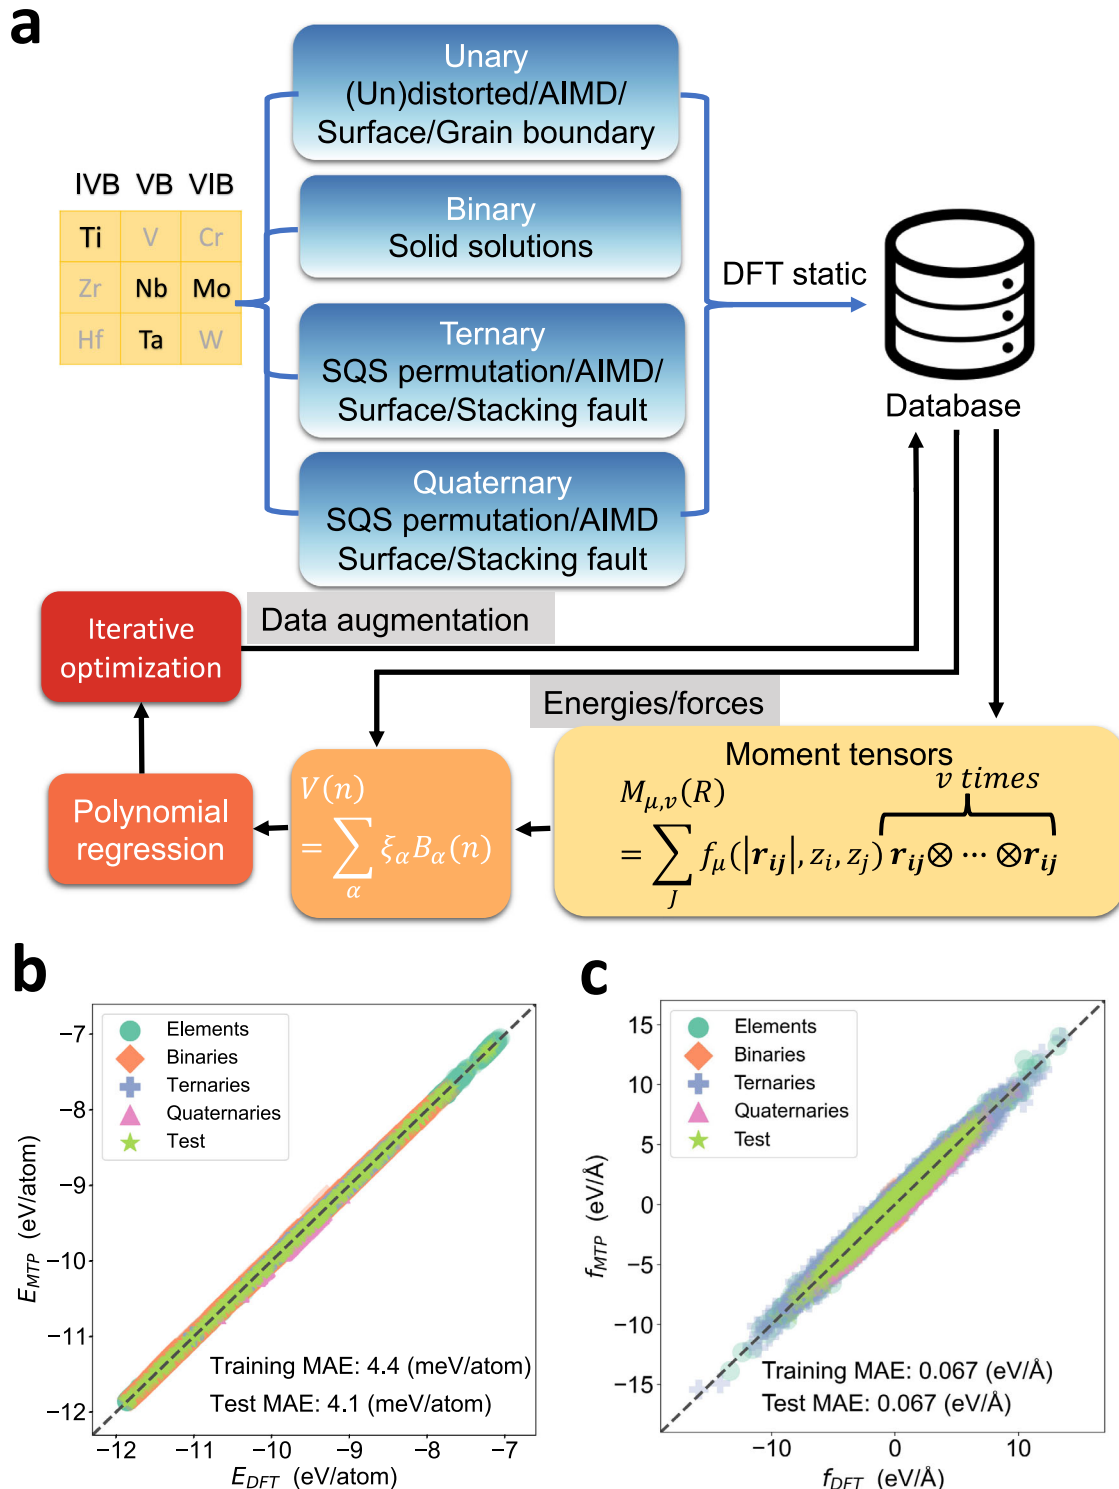 a
Unary
(Un)distorted/AIMD/
Surface/Grain boundary
IVB VB VIB
Ti V Cr
Zr Nb Mo
Hf Ta W
Binary
Solid solutions
DFT static
Ternary
SQS permutation/AIMD/
Surface/Stacking fault
Database
Quaternary
SQS permutation/AIMD
Surface/Stacking fault
Iterative
optimization
Data augmentation
Energies/forces
Polynomial
regression
V(n)
= ∑_α ξ_α B_α(n)
Moment tensors
M_{μ,v}(R)
v times
= ∑_J f_μ(|r_ij|, z_i, z_j) r_ij ⊗ ⋯ ⊗ r_ij
b
−7
−8
−9
−10
−11
−12
E_MTP (eV/atom)
Elements
Binaries
Ternaries
Quaternaries
Test
Training MAE: 4.4 (meV/atom)
Test MAE: 4.1 (meV/atom)
−12 −11 −10 −9 −8 −7
E_DFT (eV/atom)
c
15
10
5
0
−5
−10
−15
f_MTP (eV/Å)
Elements
Binaries
Ternaries
Quaternaries
Test
Training MAE: 0.067 (eV/Å)
Test MAE: 0.067 (eV/Å)
−10 0 10
f_DFT (eV/Å)